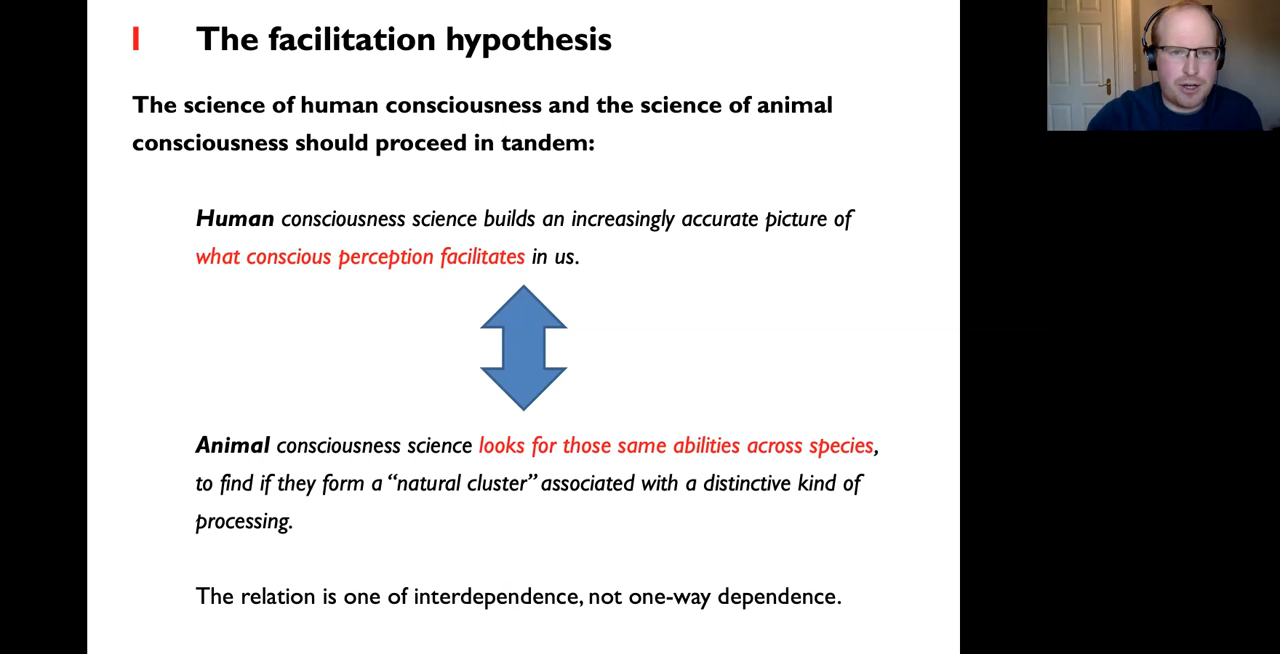 I The facilitation hypothesis
The science of human consciousness and the science of animal
consciousness should proceed in tandem:
Human consciousness science builds an increasingly accurate picture of
what conscious perception facilitates in us.
Animal consciousness science looks for those same abilities across species,
to find if they form a “natural cluster” associated with a distinctive kind of
processing.
The relation is one of interdependence, not one-way dependence.